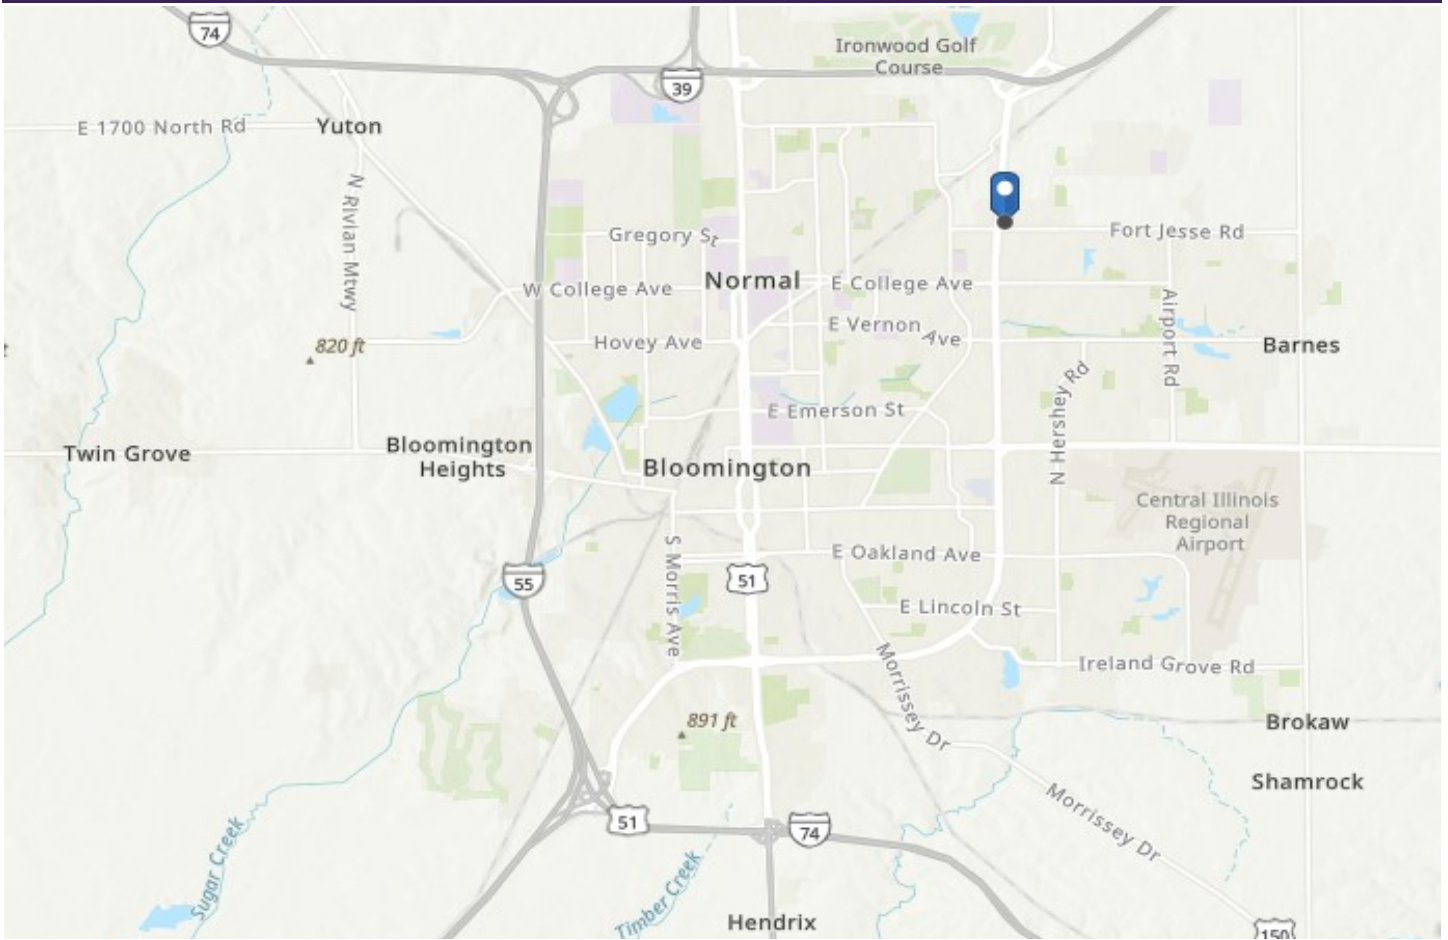 74
Ironwood Golf
Course
39
E 1700 North Rd
Yuton
N Rivian Mtwy
Gregory St
Fort Jesse Rd
Normal
W College Ave
E College Ave
Airport Rd
E Vernon Ave
820 ft
Hovey Ave
Barnes
N Hershey Rd
E Emerson St
Twin Grove
Bloomington
Heights
Bloomington
Central Illinois
Regional
Airport
S Morris Ave
E Oakland Ave
55
51
E Lincoln St
Morrissey Dr
Ireland Grove Rd
891 ft
Brokaw
Shamrock
Morrissey Dr
51
74
Sugar Creek
Timber Creek
Hendrix
150